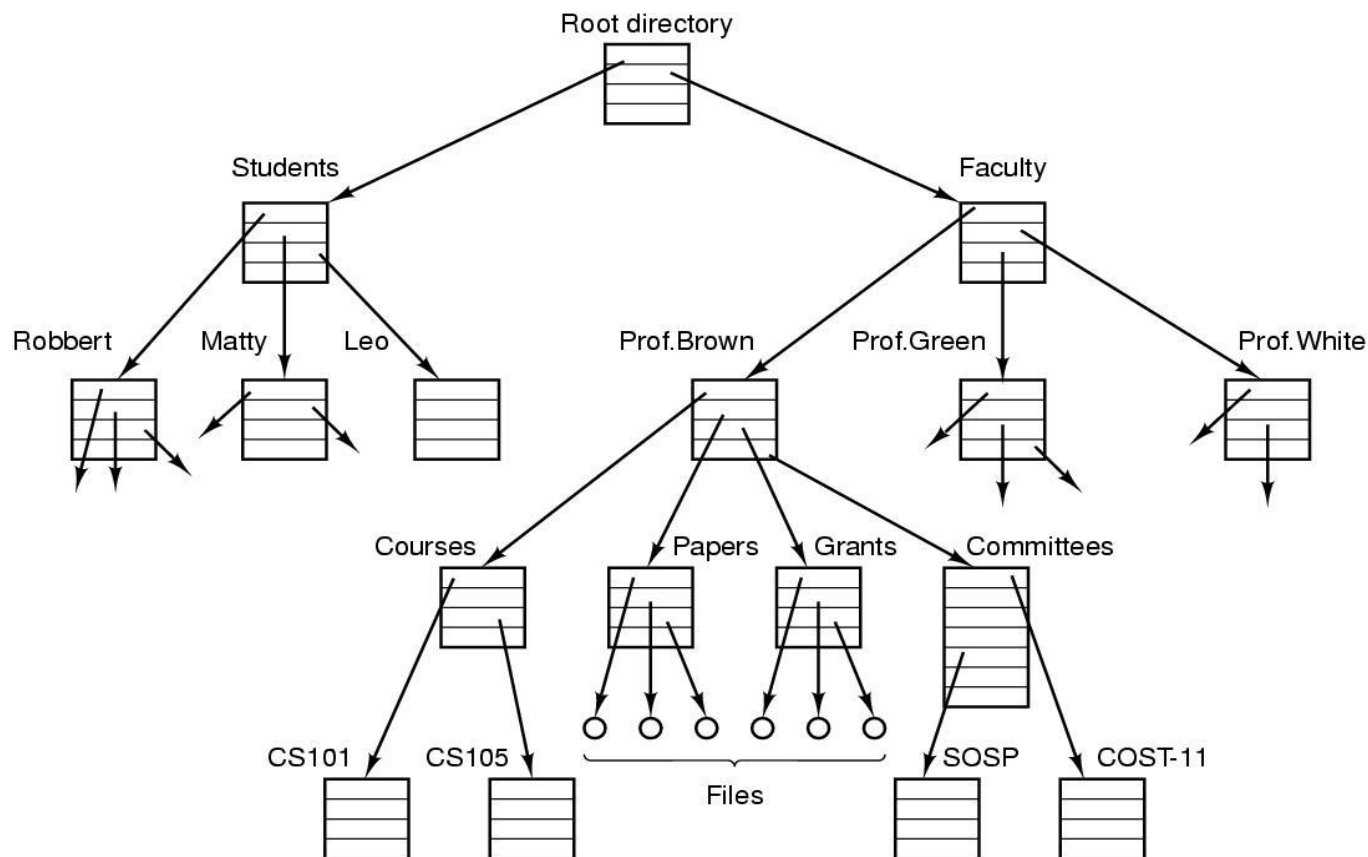 Root directory
Students
Faculty
Robbert
Matty
Leo
Prof.Brown
Prof.Green
Prof.White
Courses
Papers
Grants
Committees
CS101
CS105
Files
SOSP
COST-11